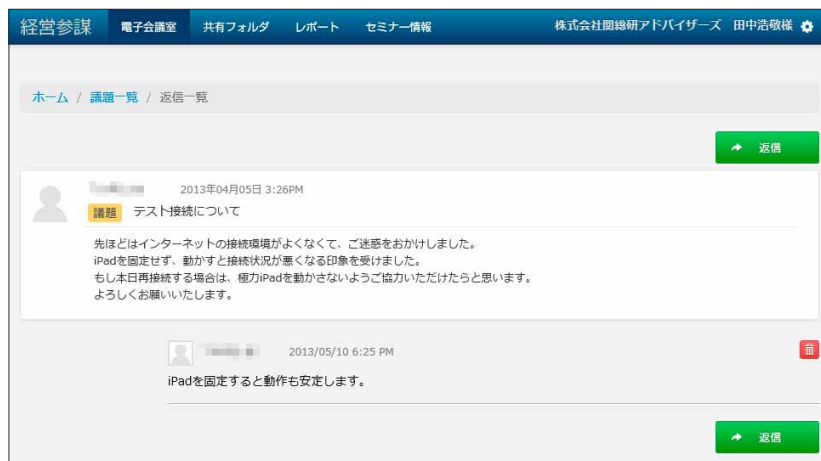 経営参謀 電子会議室 共有フォルダ レポート セミナー情報 株式会社関総研アドバイザーズ 田中浩敬様
ホーム / 議題一覧 / 返信一覧
返信
2013年04月05日 3:26PM
議題 テスト接続について
先ほどはインターネットの接続環境がよくなくて、ご迷惑をおかけしました。
iPadを固定せず、動かすと接続状況が悪くなる印象を受けました。
もし本日再接続する場合は、極力iPadを動かさないようご協力いただけたらと思います。
よろしくお願いいたします。
2013/05/10 6:25 PM
iPadを固定すると動作も安定します。
返信